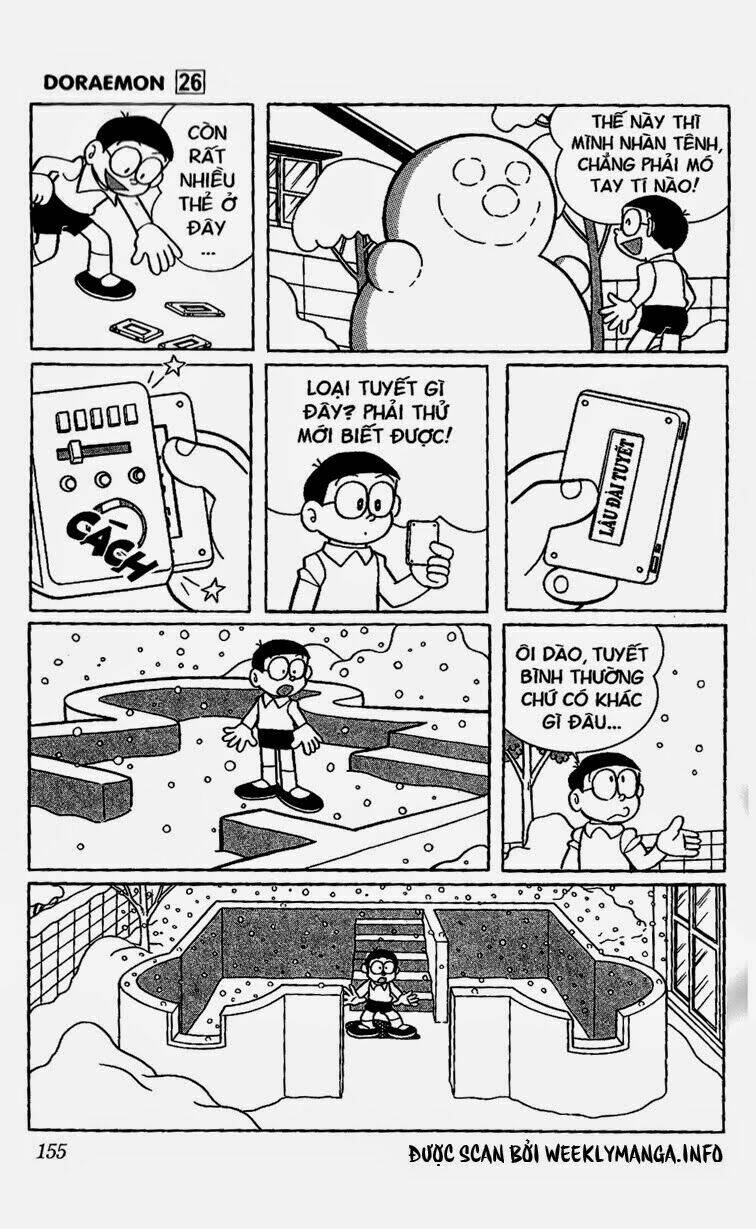 DORAEMON 26
CÒN
RẤT
NHIỀU
THẺ Ở
ĐÂY
...
THẾ NÀY THÌ
MÌNH NHÀN TÊNH,
CHẲNG PHẢI MÓ
TAY TÍ NÀO!
CÁCH
LOẠI TUYẾT GÌ
ĐÂY? PHẢI THỬ
MỚI BIẾT ĐƯỢC!
LÂU ĐÀI TUYẾT
ÔI DÀO, TUYẾT
BÌNH THƯỜNG
CHỨ CÓ KHÁC
GÌ ĐÂU...
155
ĐƯỢC SCAN BỞI WEEKLYMANGA.INFO